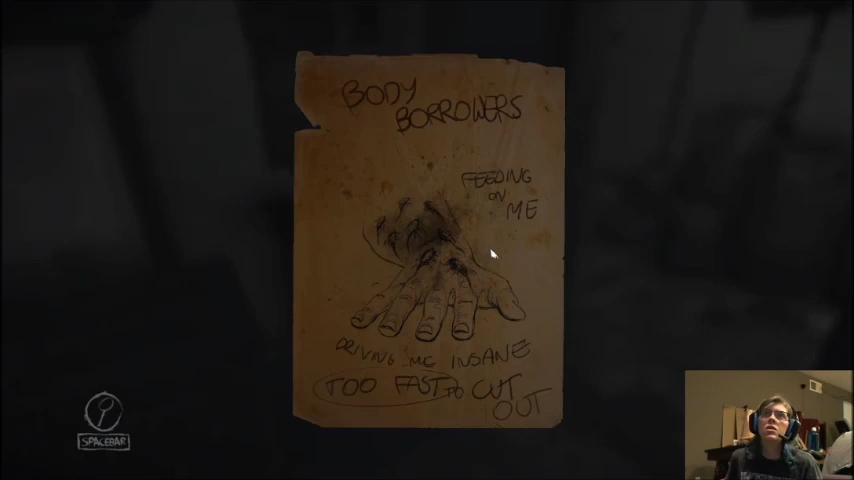 BODY
BORROWERS
FEEDING
ON
ME
DRIVING ME INSANE
TOO FAST TO CUT
OUT
SPACEBAR